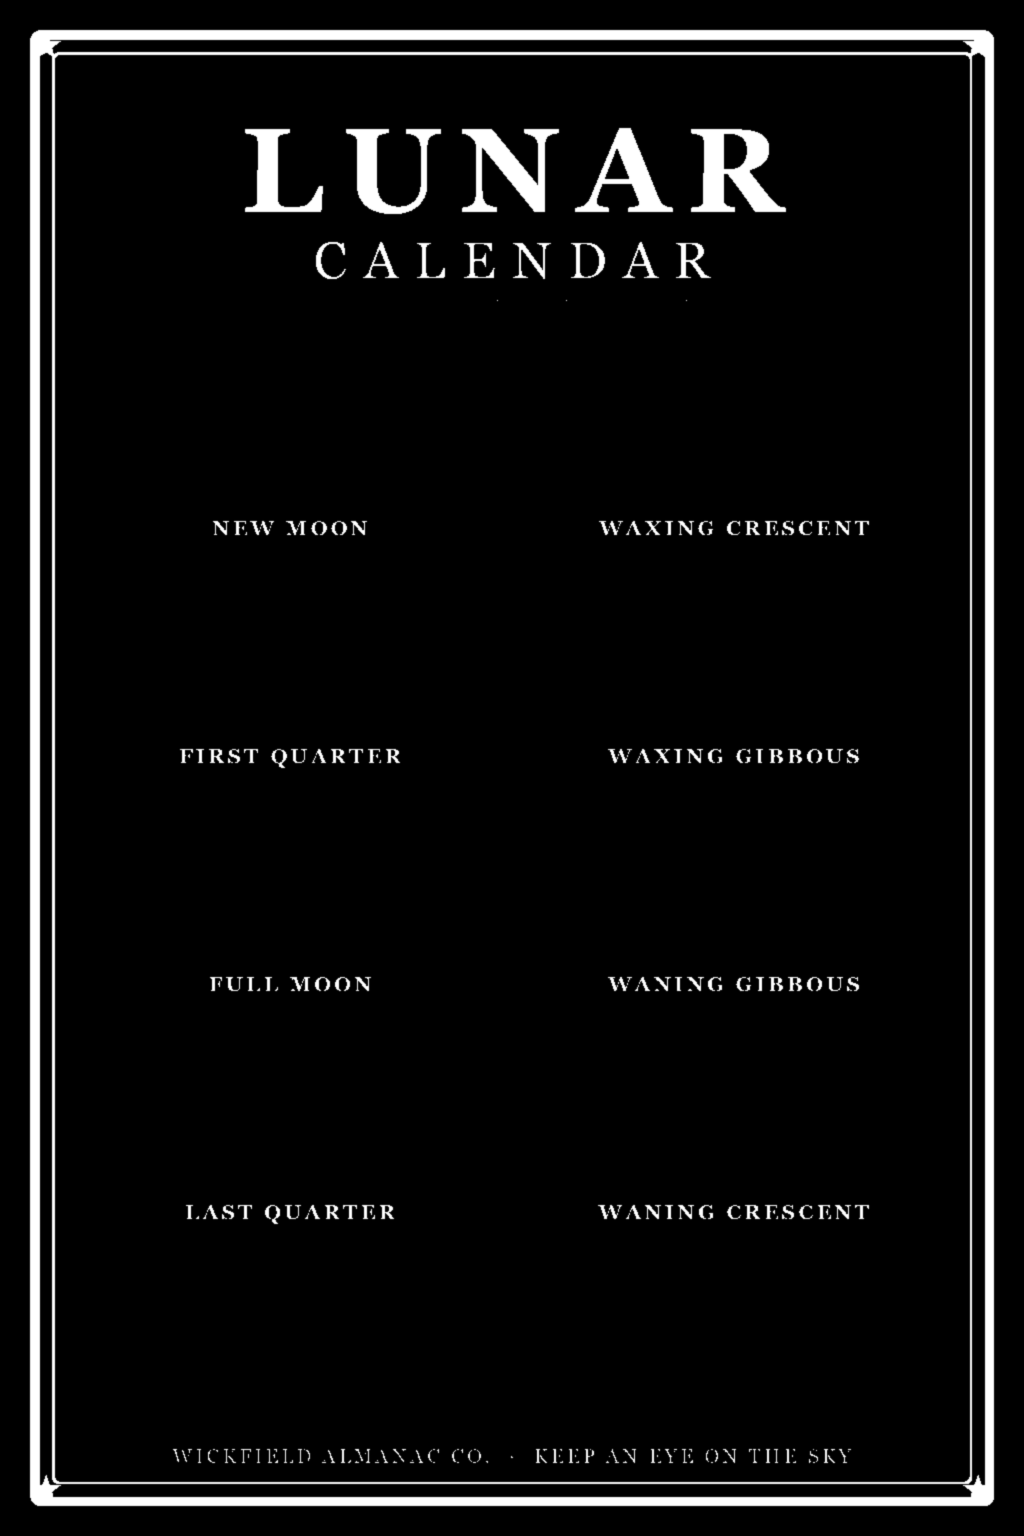 LUNAR
CALENDAR
NEW MOON
WAXING CRESCENT
FIRST QUARTER
WAXING GIBBOUS
FULL MOON
WANING GIBBOUS
LAST QUARTER
WANING CRESCENT
WICKFIELD ALMANAC CO. · KEEP AN EYE ON THE SKY